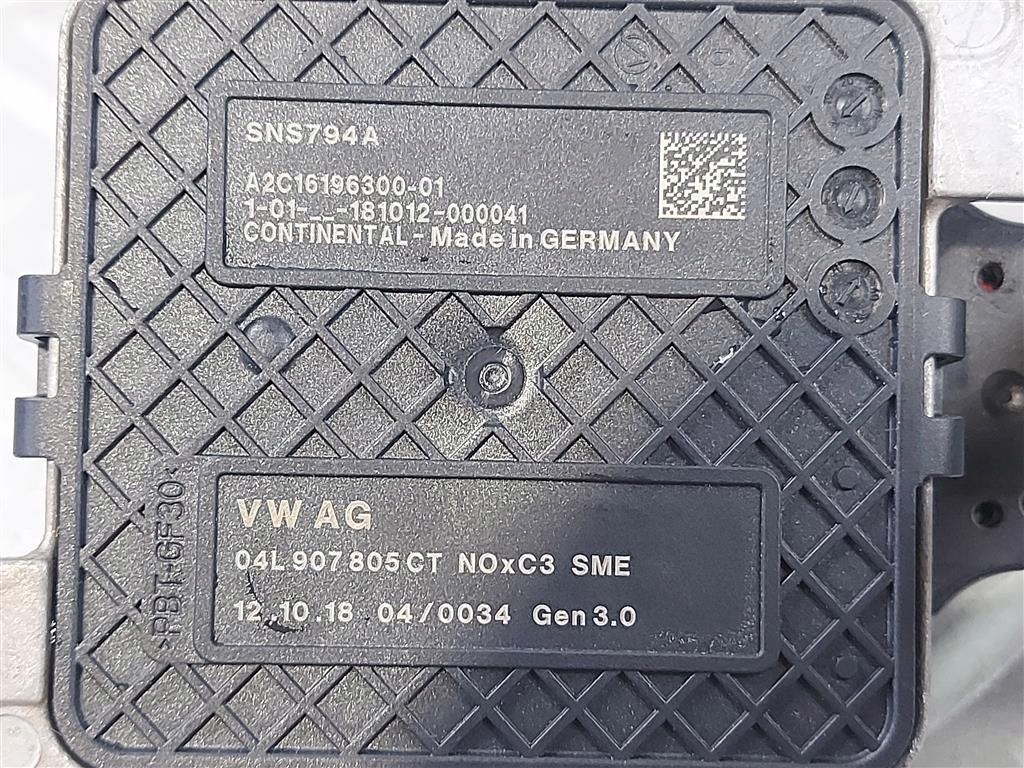 SNS794A
A2C16196300-01
1-01-__-181012-000041
CONTINENTAL - Made in GERMANY
>PBT-GF30<
VW AG
04L 907 805 CT NOxC3 SME
12.10.18 04/0034 Gen 3.0